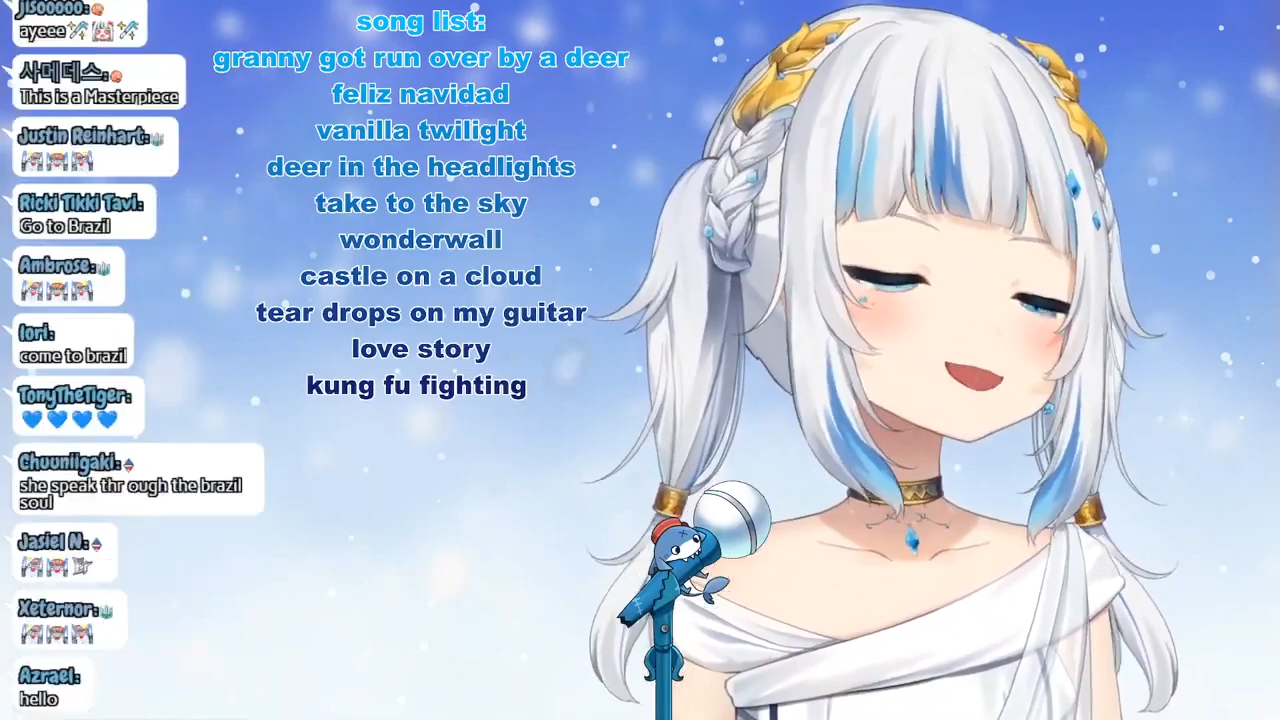 jisooooo:
ayeee
사메데스:
This is a Masterpiece
Justin Reinhart:
Ricki Tikki Tavi:
Go to Brazil
Ambrose:
Iori:
come to brazil
TonyTheTiger:
Chuuniigaki:
she speak thr ough the brazil
soul
Jasiel N:
Xeternor:
Azrael:
hello
song list:
granny got run over by a deer
feliz navidad
vanilla twilight
deer in the headlights
take to the sky
wonderwall
castle on a cloud
tear drops on my guitar
love story
kung fu fighting